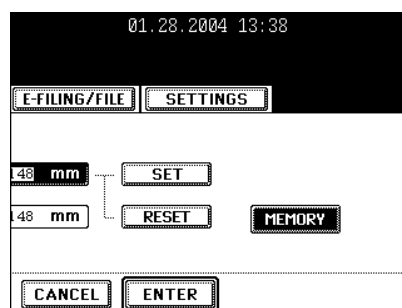 01.28.2004 13:38
E-FILING/FILE SETTINGS
148 mm SET
148 mm RESET MEMORY
CANCEL ENTER